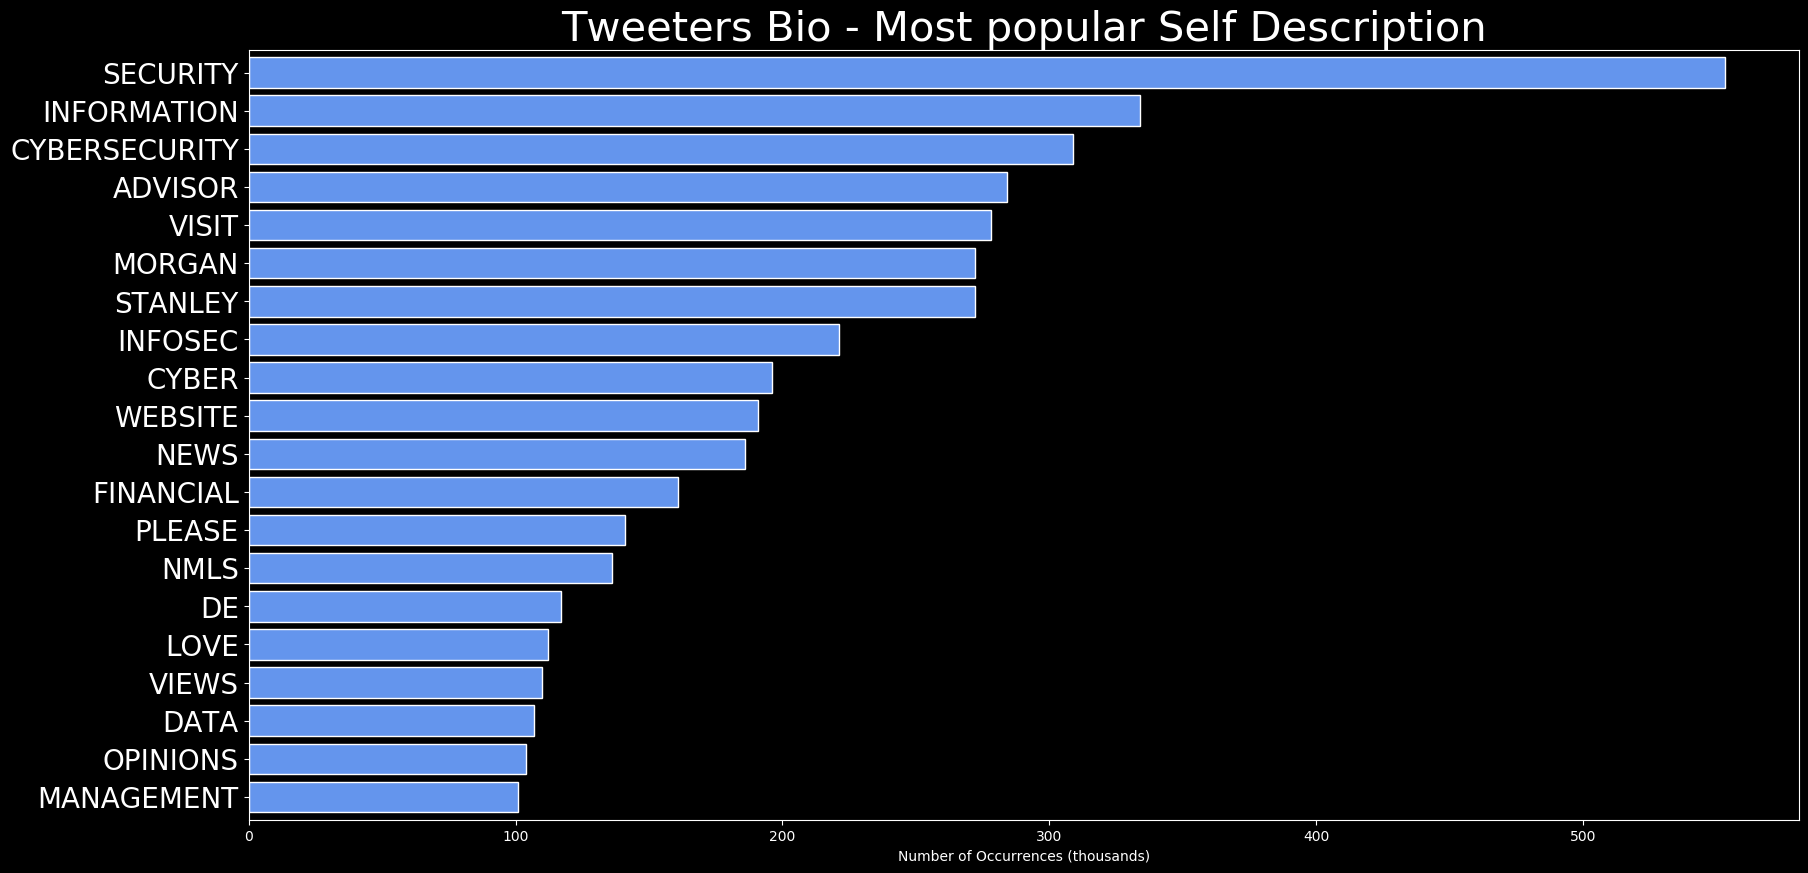 Tweeters Bio - Most popular Self Description
SECURITY
INFORMATION
CYBERSECURITY
ADVISOR
VISIT
MORGAN
STANLEY
INFOSEC
CYBER
WEBSITE
NEWS
FINANCIAL
PLEASE
NMLS
DE
LOVE
VIEWS
DATA
OPINIONS
MANAGEMENT
0 100 200 300 400 500
Number of Occurrences (thousands)